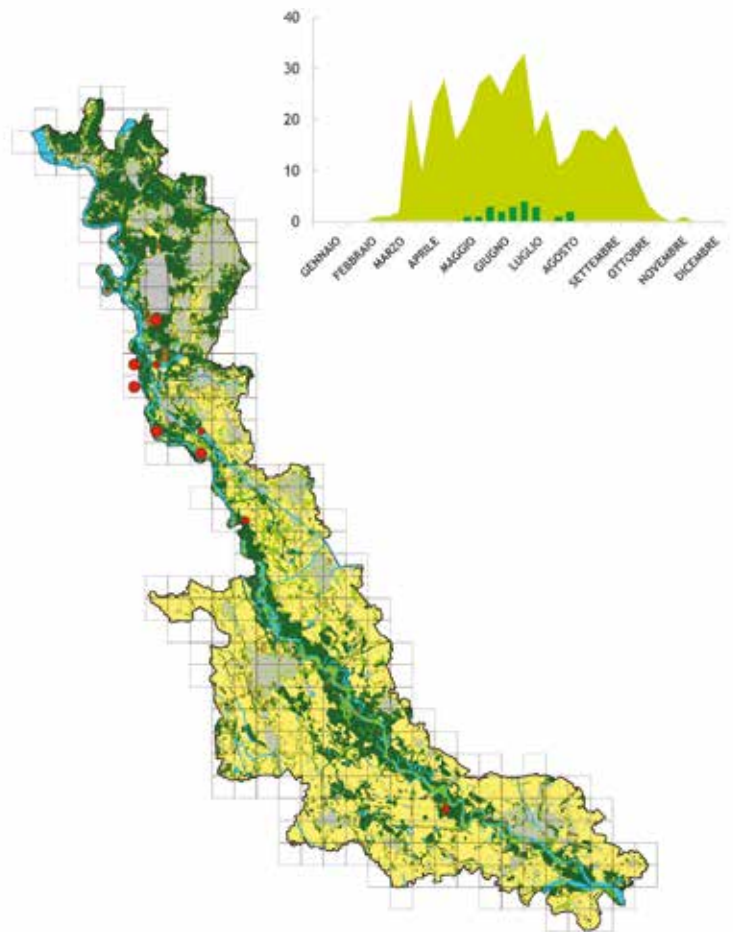 40
30
20
10
0
GENNAIO
FEBBRAIO
MARZO
APRILE
MAGGIO
GIUGNO
LUGLIO
AGOSTO
SETTEMBRE
OTTOBRE
NOVEMBRE
DICEMBRE